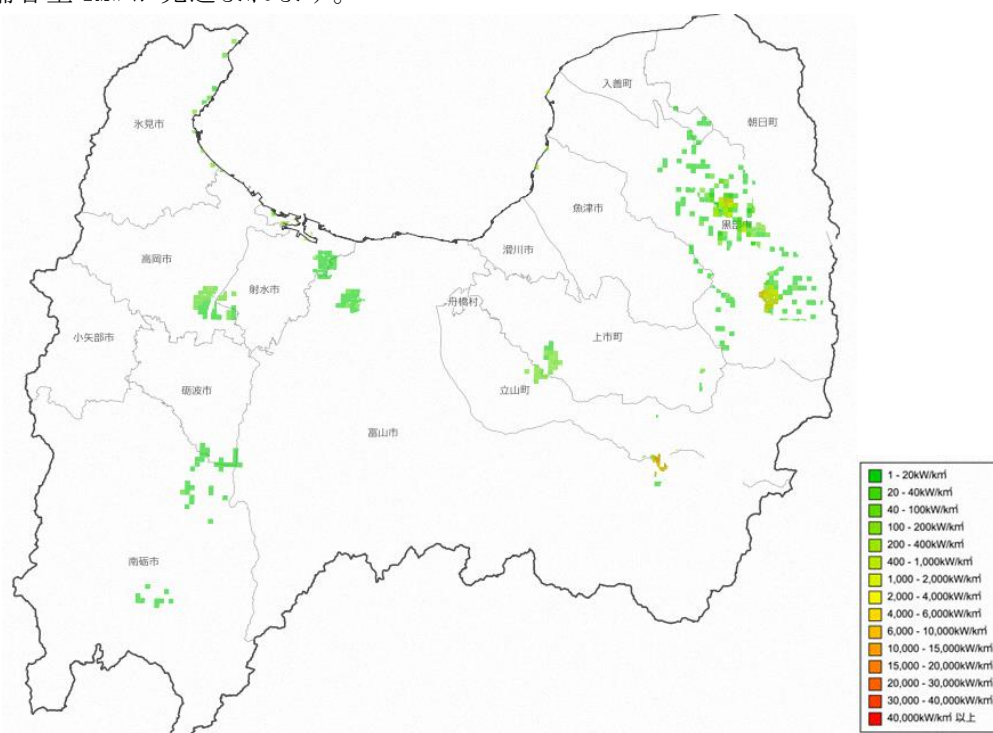 入善町
朝日町
氷見市
魚津市
黒部市
滑川市
高岡市
射水市
舟橋村
上市町
小矢部市
砺波市
立山町
富山市
南砺市
1 - 20kW/k㎡
20 - 40kW/k㎡
40 - 100kW/k㎡
100 - 200kW/k㎡
200 - 400kW/k㎡
400 - 1,000kW/k㎡
1,000 - 2,000kW/k㎡
2,000 - 4,000kW/k㎡
4,000 - 6,000kW/k㎡
6,000 - 10,000kW/k㎡
10,000 - 15,000kW/k㎡
15,000 - 20,000kW/k㎡
20,000 - 30,000kW/k㎡
30,000 - 40,000kW/k㎡
40,000kW/k㎡ 以上